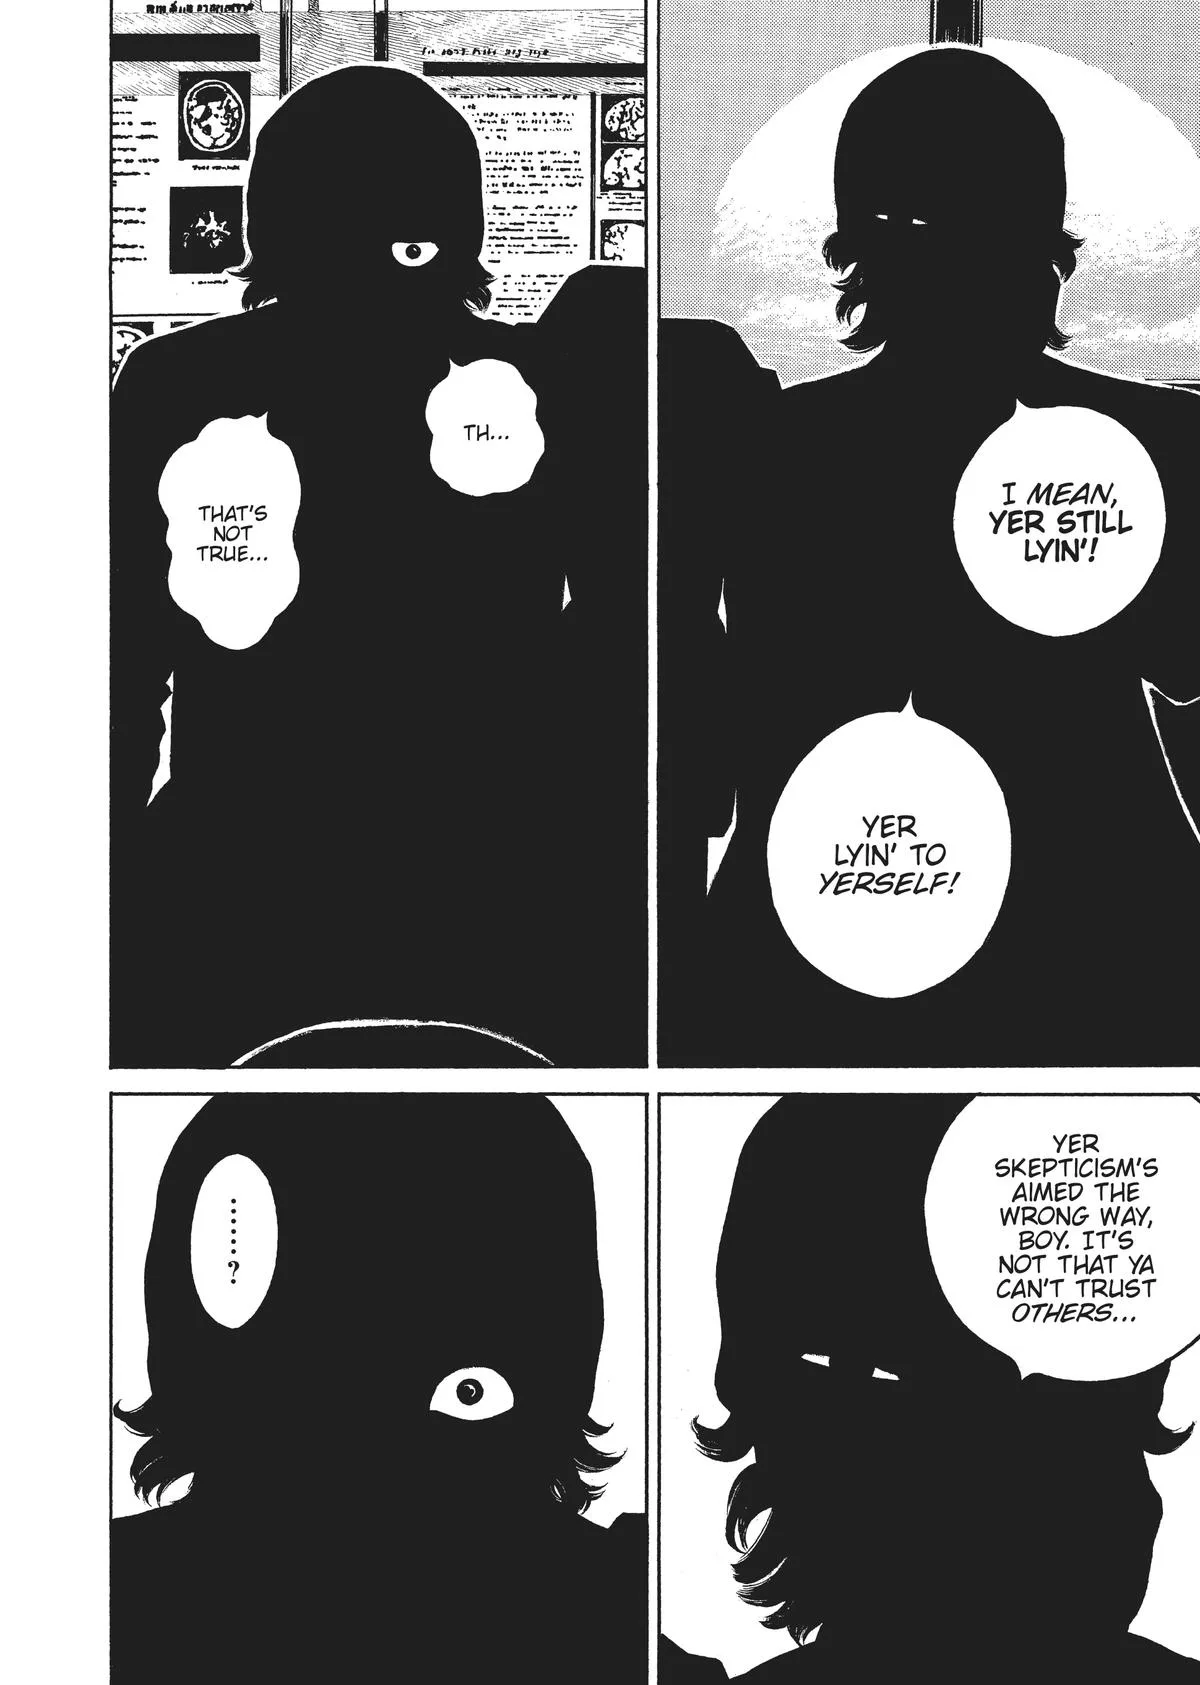 I MEAN,
YER STILL
LYIN'!
YER
LYIN' TO
YERSELF!
TH...
THAT'S
NOT
TRUE...
YER
SKEPTICISM'S
AIMED THE
WRONG WAY,
BOY. IT'S
NOT THAT YA
CAN'T TRUST
OTHERS...
......?